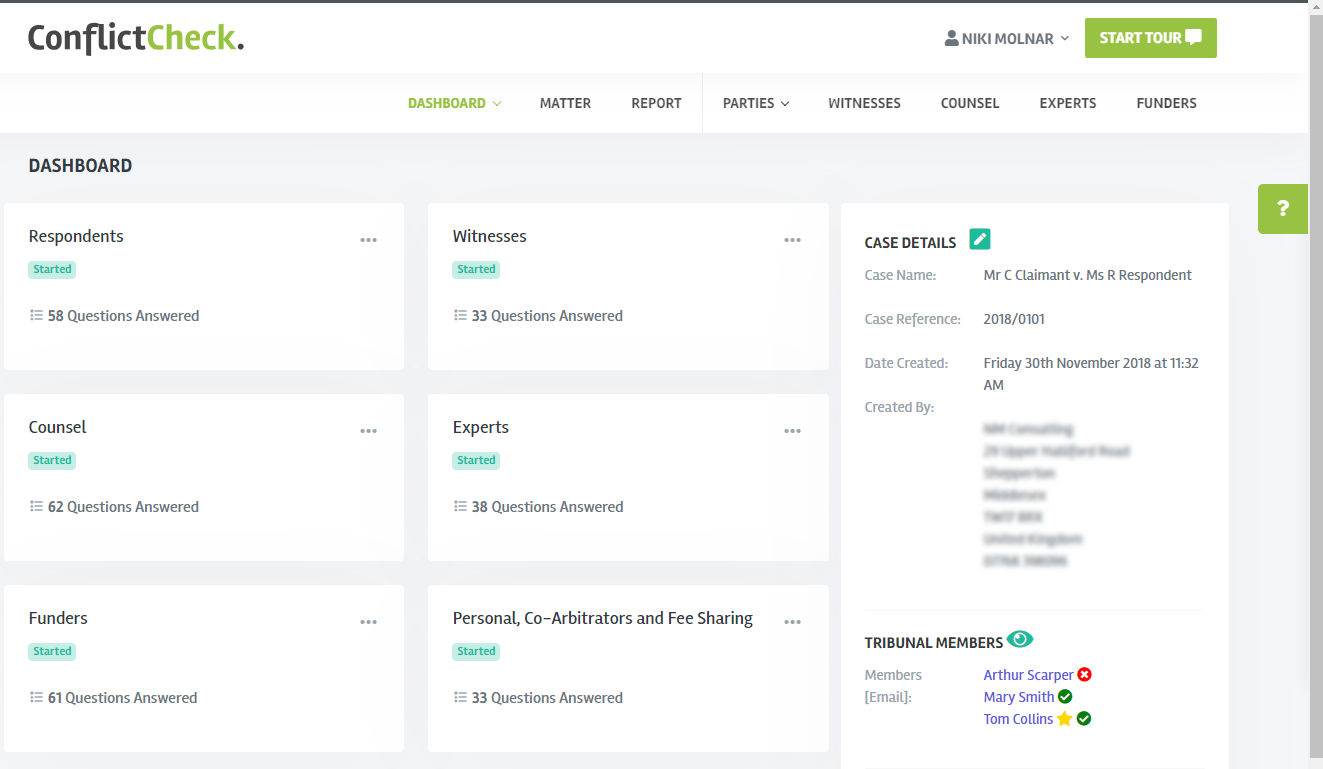 ConflictCheck.
NIKI MOLNAR
START TOUR
DASHBOARD
MATTER
REPORT
PARTIES
WITNESSES
COUNSEL
EXPERTS
FUNDERS
DASHBOARD
?
Respondents
Started
58 Questions Answered
Witnesses
Started
33 Questions Answered
Counsel
Started
62 Questions Answered
Experts
Started
38 Questions Answered
Funders
Started
61 Questions Answered
Personal, Co-Arbitrators and Fee Sharing
Started
33 Questions Answered
CASE DETAILS
Case Name: Mr C Claimant v. Ms R Respondent
Case Reference: 2018/0101
Date Created: Friday 30th November 2018 at 11:32
AM
Created By:
TRIBUNAL MEMBERS
Members Arthur Scarper
[Email]: Mary Smith
Tom Collins